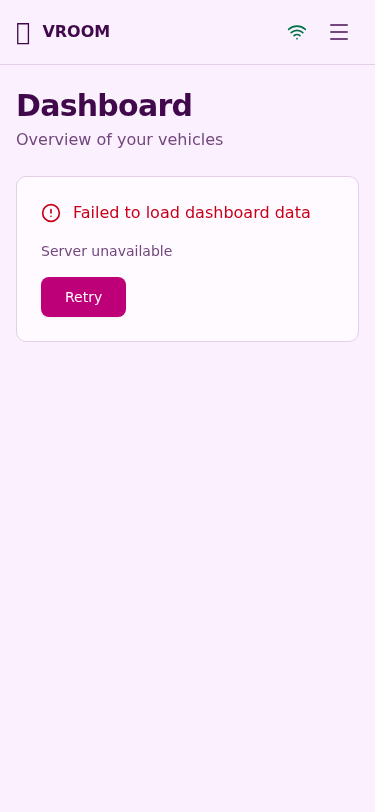 VROOM
Dashboard
Overview of your vehicles
Failed to load dashboard data
Server unavailable
Retry